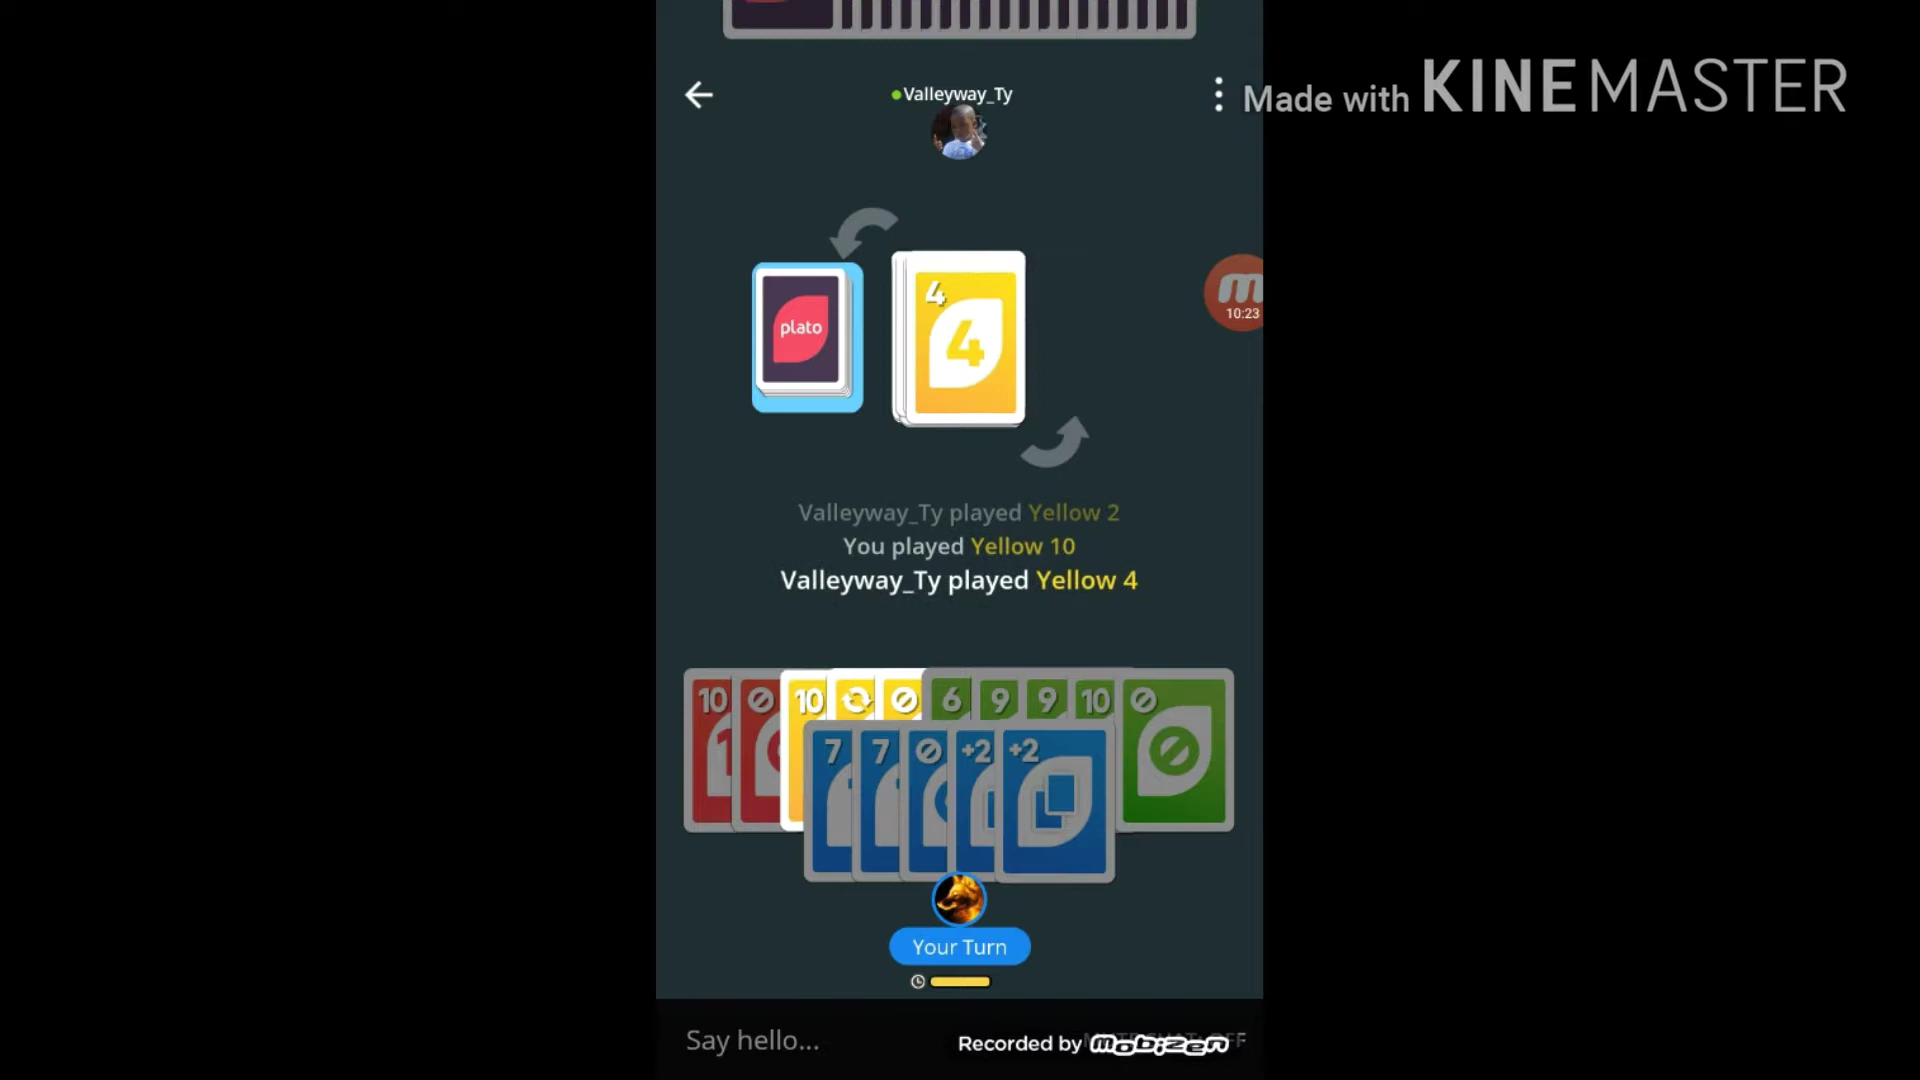 Valleyway_Ty
Made with KINEMASTER
plato
4
4
10:23
Valleyway_Ty played Yellow 2
You played Yellow 10
Valleyway_Ty played Yellow 4
10 10 6 9 9 10
7 7 +2 +2
Your Turn
Say hello...
Recorded by mobizen